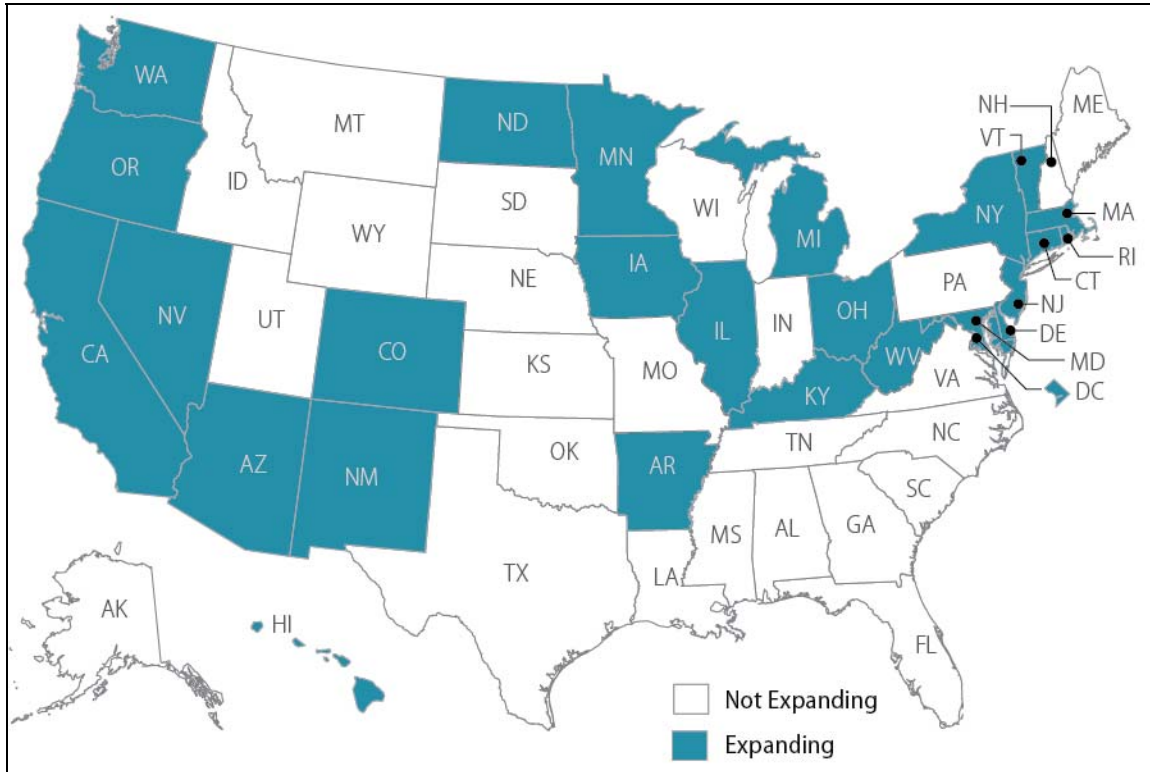 WA
MT
ND
MN
NH
ME
VT
OR
ID
SD
WI
MI
NY
MA
WY
RI
CT
IA
NE
PA
NJ
NV
UT
IL
IN
OH
DE
CA
CO
WV
MD
KS
MO
VA
DC
KY
NC
TN
OK
AZ
NM
AR
SC
MS
AL
GA
TX
LA
AK
HI
FL
Not Expanding
Expanding